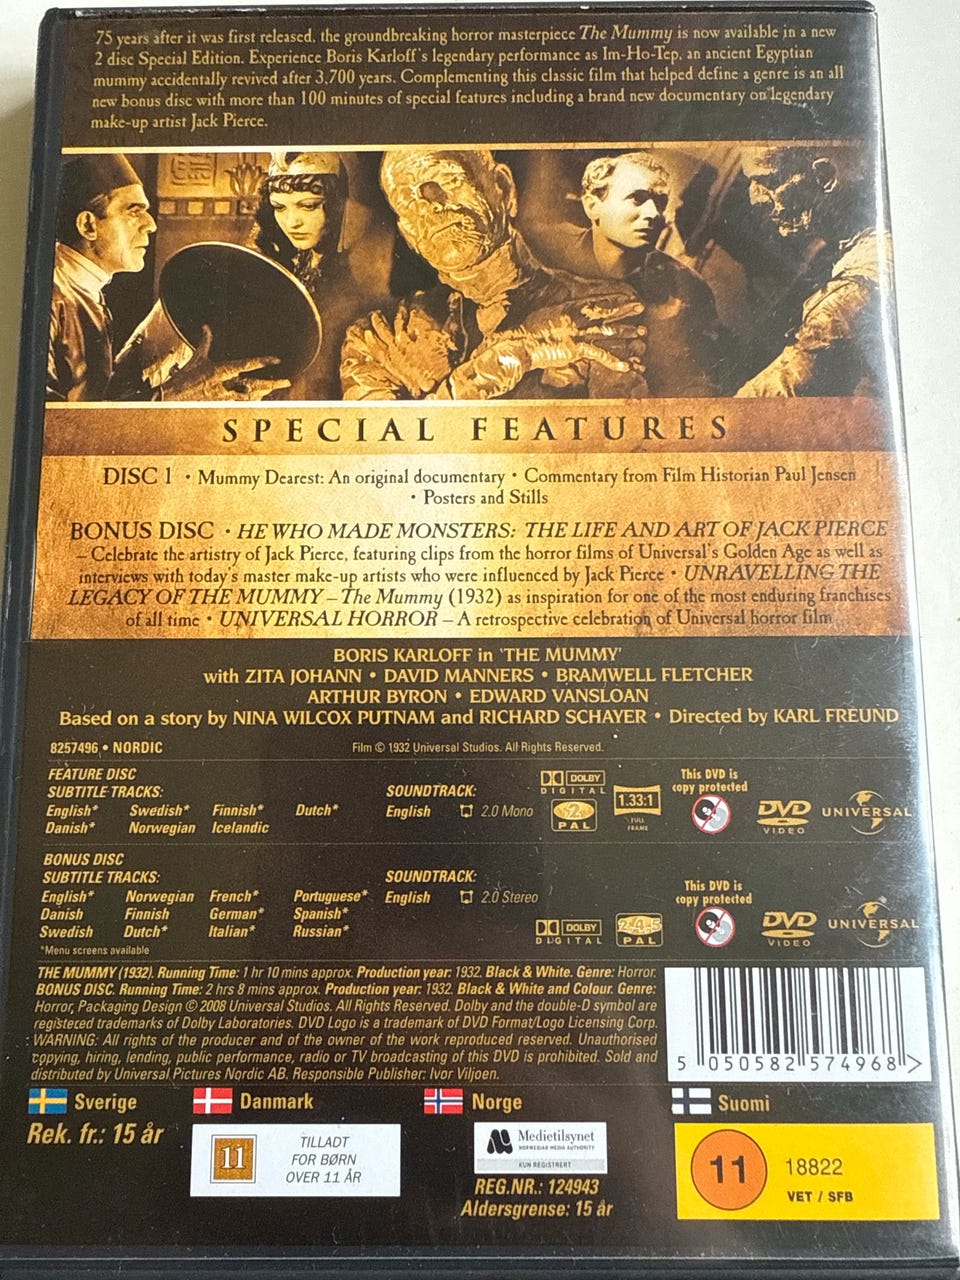 75 years after it was first released, the groundbreaking horror masterpiece The Mummy is now available in a new
2 disc Special Edition. Experience Boris Karloff's legendary performance as Im-Ho-Tep, an ancient Egyptian
mummy accidentally revived after 3,700 years. Complementing this classic film that helped define a genre is an all
new bonus disc with more than 100 minutes of special features including a brand new documentary on legendary
make-up artist Jack Pierce.
SPECIAL FEATURES
DISC 1 • Mummy Dearest: An original documentary • Commentary from Film Historian Paul Jensen
• Posters and Stills
BONUS DISC • HE WHO MADE MONSTERS: THE LIFE AND ART OF JACK PIERCE
– Celebrate the artistry of Jack Pierce, featuring clips from the horror films of Universal's Golden Age as well as
interviews with today's master make-up artists who were influenced by Jack Pierce • UNRAVELLING THE
LEGACY OF THE MUMMY – The Mummy (1932) as inspiration for one of the most enduring franchises
of all time • UNIVERSAL HORROR – A retrospective celebration of Universal horror film
BORIS KARLOFF in 'THE MUMMY'
with ZITA JOHANN • DAVID MANNERS • BRAMWELL FLETCHER
ARTHUR BYRON • EDWARD VANSLOAN
Based on a story by NINA WILCOX PUTNAM and RICHARD SCHAYER • Directed by KARL FREUND
8257496 • NORDIC Film © 1932 Universal Studios. All Rights Reserved.
FEATURE DISC
SUBTITLE TRACKS:
English* Swedish* Finnish* Dutch*
Danish* Norwegian Icelandic
SOUNDTRACK:
English 2.0 Mono
DOLBY
DIGITAL
2
PAL
1.33:1
FULL
FRAME
This DVD is
copy protected
DVD
VIDEO
UNIVERSAL
BONUS DISC
SUBTITLE TRACKS:
English* Norwegian French* Portuguese*
Danish Finnish German* Spanish*
Swedish Dutch* Italian* Russian*
*Menu screens available
SOUNDTRACK:
English 2.0 Stereo
DOLBY
DIGITAL
2,4,5
PAL
This DVD is
copy protected
DVD
VIDEO
UNIVERSAL
THE MUMMY (1932). Running Time: 1 hr 10 mins approx. Production year: 1932. Black & White. Genre: Horror.
BONUS DISC. Running Time: 2 hrs 8 mins approx. Production year: 1932. Black & White and Colour. Genre:
Horror, Packaging Design © 2008 Universal Studios. All Rights Reserved. Dolby and the double-D symbol are
registered trademarks of Dolby Laboratories. DVD Logo is a trademark of DVD Format/Logo Licensing Corp.
WARNING: All rights of the producer and of the owner of the work reproduced reserved. Unauthorised
copying, hiring, lending, public performance, radio or TV broadcasting of this DVD is prohibited. Sold and
distributed by Universal Pictures Nordic AB. Responsible Publisher: Ivor Viljoen.
5 050582 574968 >
Sverige
Rek. fr.: 15 år
Danmark
11
TILLADT
FOR BØRN
OVER 11 ÅR
Norge
Medietilsynet
NORWEGIAN MEDIA AUTHORITY
KUN REGISTRERT
REG.NR.: 124943
Aldersgrense: 15 år
Suomi
11
18822
VET / SFB